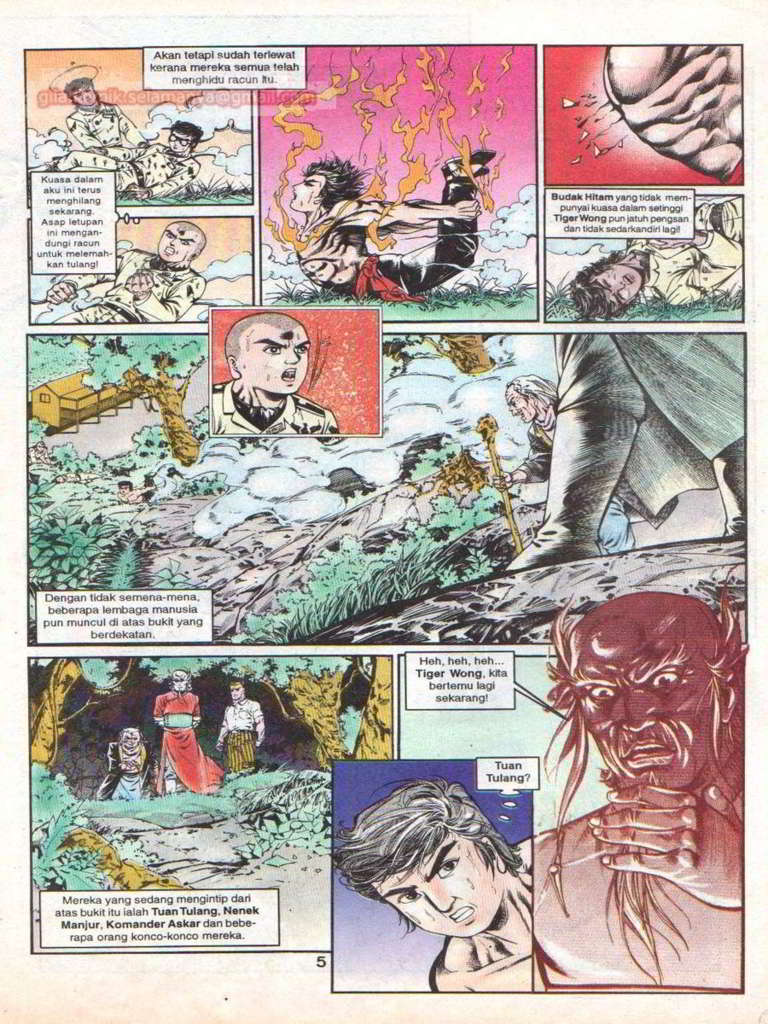 Akan tetapi sudah terlewat
kerana mereka semua telah
menghidu racun itu.
Kuasa dalam
aku ini terus
menghilang
sekarang.
Asap letupan
ini mengan-
dungi racun
untuk melemah-
kan tulang!
Budak Hitam yang tidak mem-
punyai kuasa dalam setinggi
Tiger Wong pun jatuh pengsan
dan tidak sedarkandiri lagi!
Dengan tidak semena-mena,
beberapa lembaga manusia
pun muncul di atas bukit yang
berdekatan.
Mereka yang sedang mengintip dari
atas bukit itu ialah Tuan Tulang, Nenek
Manjur, Komander Askar dan bebe-
rapa orang konco-konco mereka.
Heh, heh, heh...
Tiger Wong, kita
bertemu lagi
sekarang!
Tuan
Tulang?
5